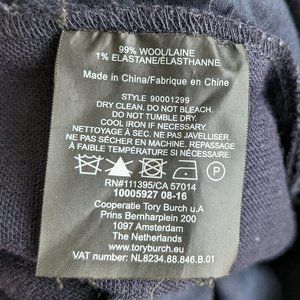 99% WOOL/LAINE
1% ELASTANE/ELASTHANNE
Made in China/Fabrique en Chine
STYLE 90001299
DRY CLEAN. DO NOT BLEACH.
DO NOT TUMBLE DRY.
COOL IRON IF NECESSARY.
NETTOYAGE À SEC. NE PAS JAVELLISER.
NE PAS SÉCHER EN MACHINE. REPASSAGE
À FAIBLE TEMPÉRATURE SI NÉCESSAIRE.
P
RN#111395/CA 57014
10005927 08-16
Cooperatie Tory Burch u.A
Prins Bernharplein 200
1097 Amsterdam
The Netherlands
www.toryburch.com
VAT number: NL8234.88.846.B.01